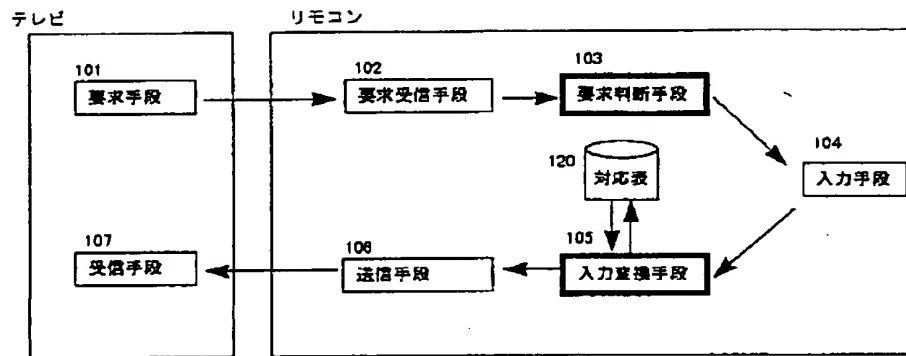 テレビ
リモコン
101
要求手段
102
要求受信手段
103
要求判断手段
104
入力手段
120
対応表
105
入力変換手段
106
送信手段
107
受信手段